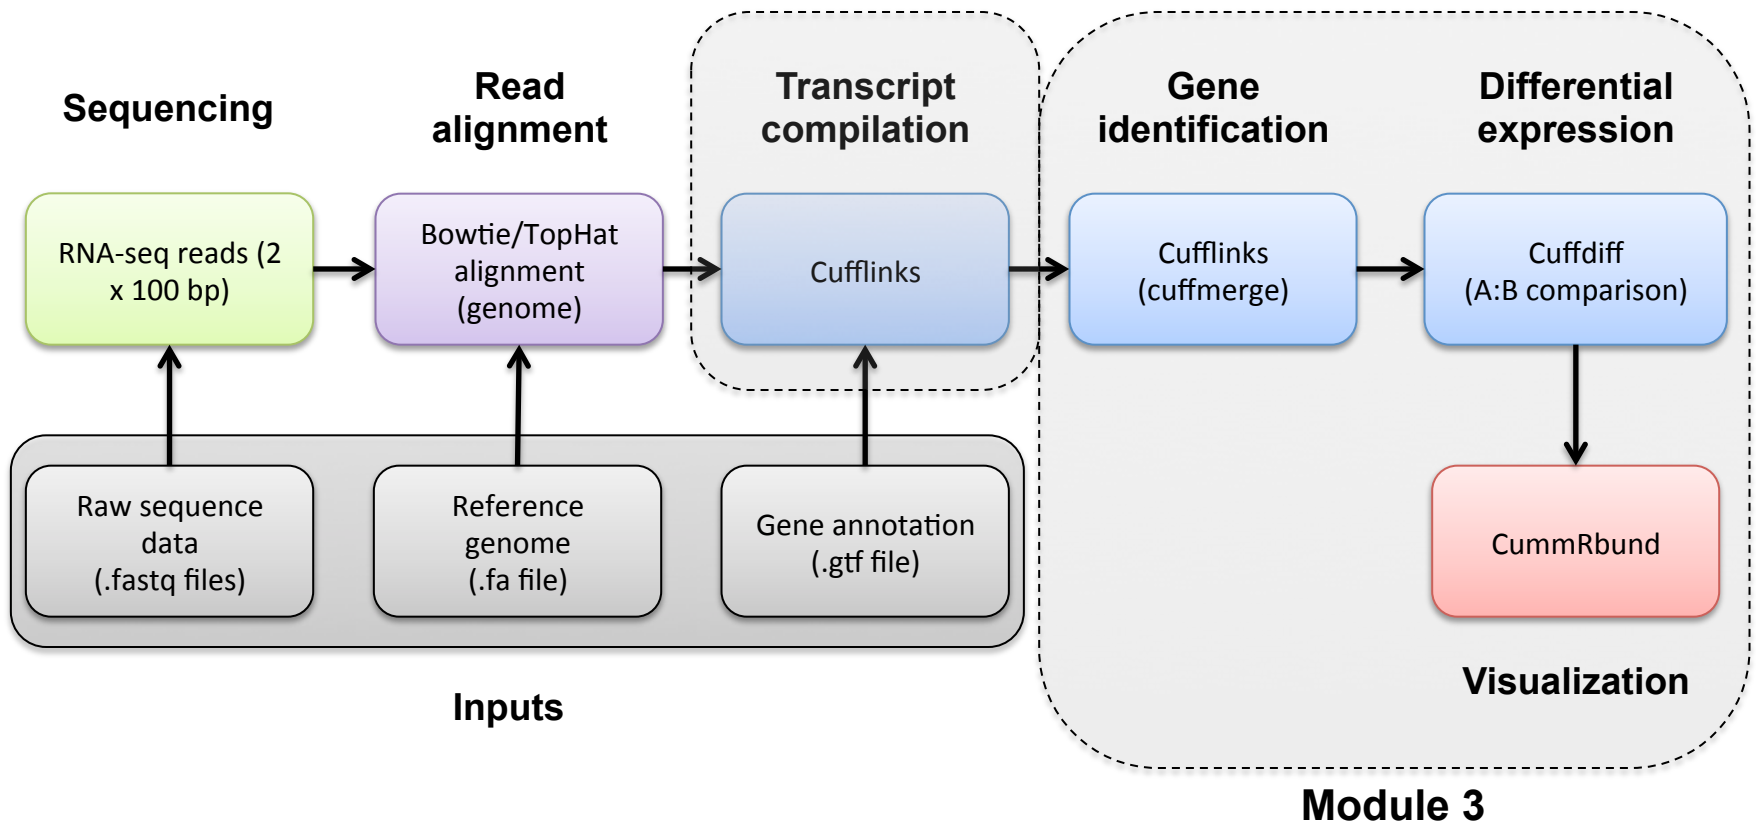 Sequencing
Read
alignment
Transcript
compilation
Gene
identification
Differential
expression
RNA-seq reads (2
x 100 bp)
Bowtie/TopHat
alignment
(genome)
Cufflinks
Cufflinks
(cuffmerge)
Cuffdiff
(A:B comparison)
Raw sequence
data
(.fastq files)
Reference
genome
(.fa file)
Gene annotation
(.gtf file)
CummRbund
Inputs
Visualization
Module 3